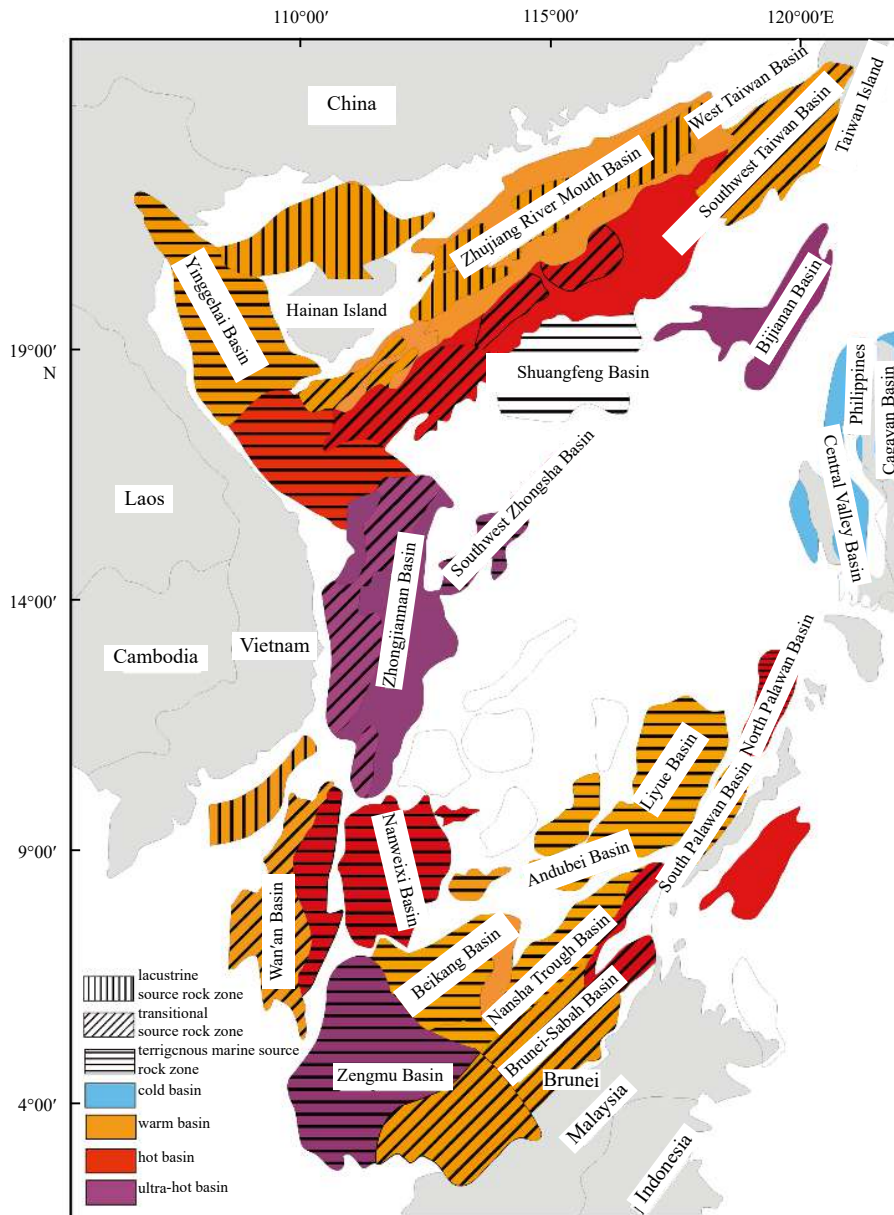 110°00′
115°00′
120°00′E
China
West Taiwan Basin
Southwest Taiwan Basin
Taiwan Island
Zhujiang River Mouth Basin
Yinggehai Basin
Hainan Island
Bijianan Basin
19°00′
N
Shuangfeng Basin
Philippines
Cagayan Basin
Central Valley Basin
Laos
Southwest Zhongsha Basin
Zhongjiannan Basin
14°00′
Vietnam
Cambodia
North Palawan Basin
Liyue Basin
South Palawan Basin
9°00′
Nanweixi Basin
Andubei Basin
Wan'an Basin
Beikang Basin
Nansha Trough Basin
Brunei-Sabah Basin
lacustrine
source rock zone
transitional
source rock zone
terrigcnous marine source
rock zone
Zengmu Basin
Brunei
cold basin
4°00′
Malaysia
warm basin
hot basin
Indonesia
ultra-hot basin